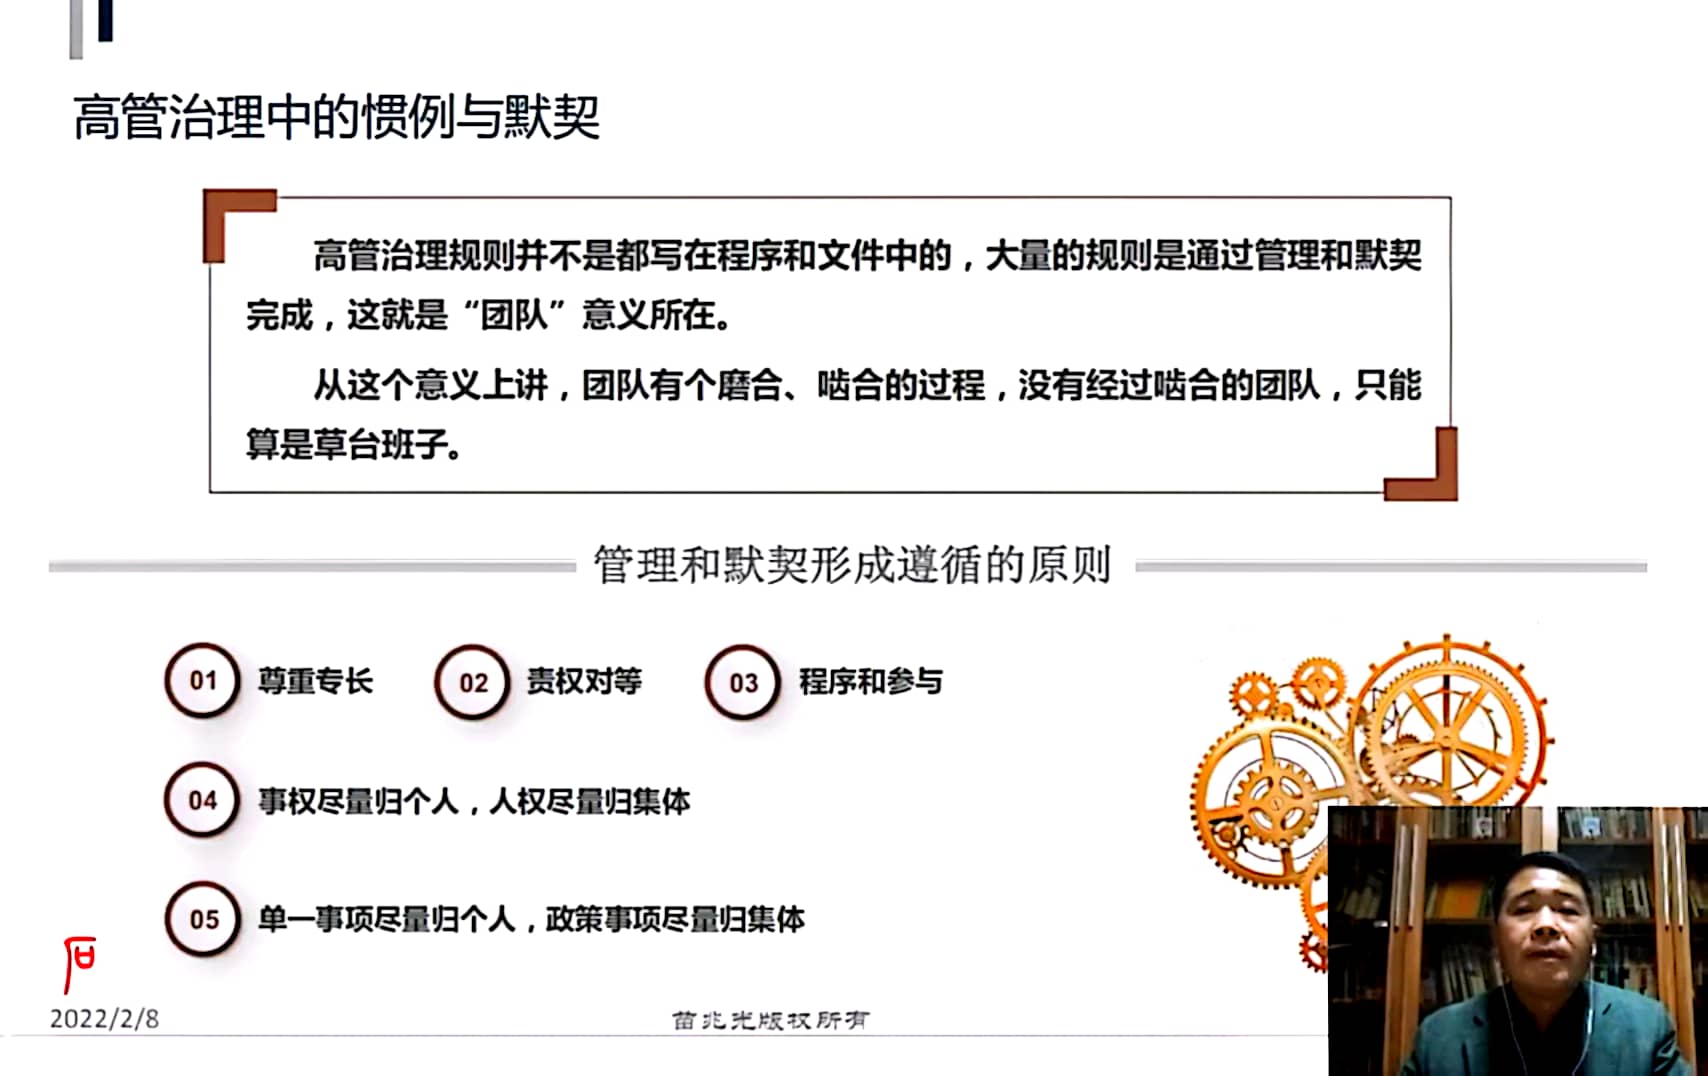 高管治理中的惯例与默契
高管治理规则并不是都写在程序和文件中的，大量的规则是通过管理和默契
完成，这就是“团队”意义所在。
从这个意义上讲，团队有个磨合、啮合的过程，没有经过啮合的团队，只能
算是草台班子。
管理和默契形成遵循的原则
01 尊重专长
02 责权对等
03 程序和参与
04 事权尽量归个人，人权尽量归集体
05 单一事项尽量归个人，政策事项尽量归集体
2022/2/8
苗兆光版权所有